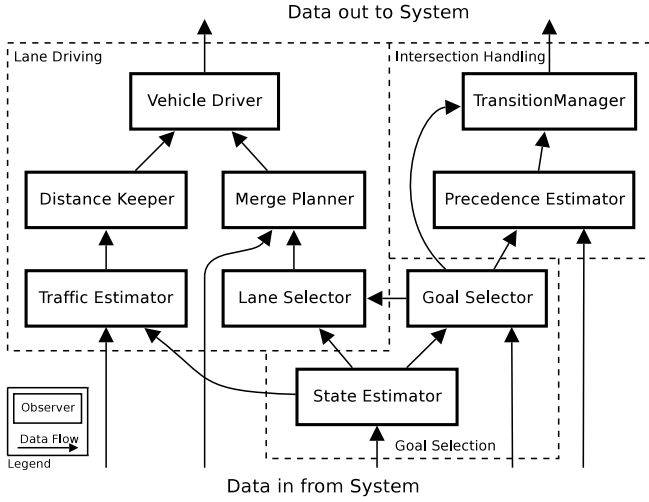 Data out to System
Lane Driving
Intersection Handling
Vehicle Driver
TransitionManager
Distance Keeper
Merge Planner
Precedence Estimator
Traffic Estimator
Lane Selector
Goal Selector
State Estimator
Observer
Data Flow
Legend
Goal Selection
Data in from System